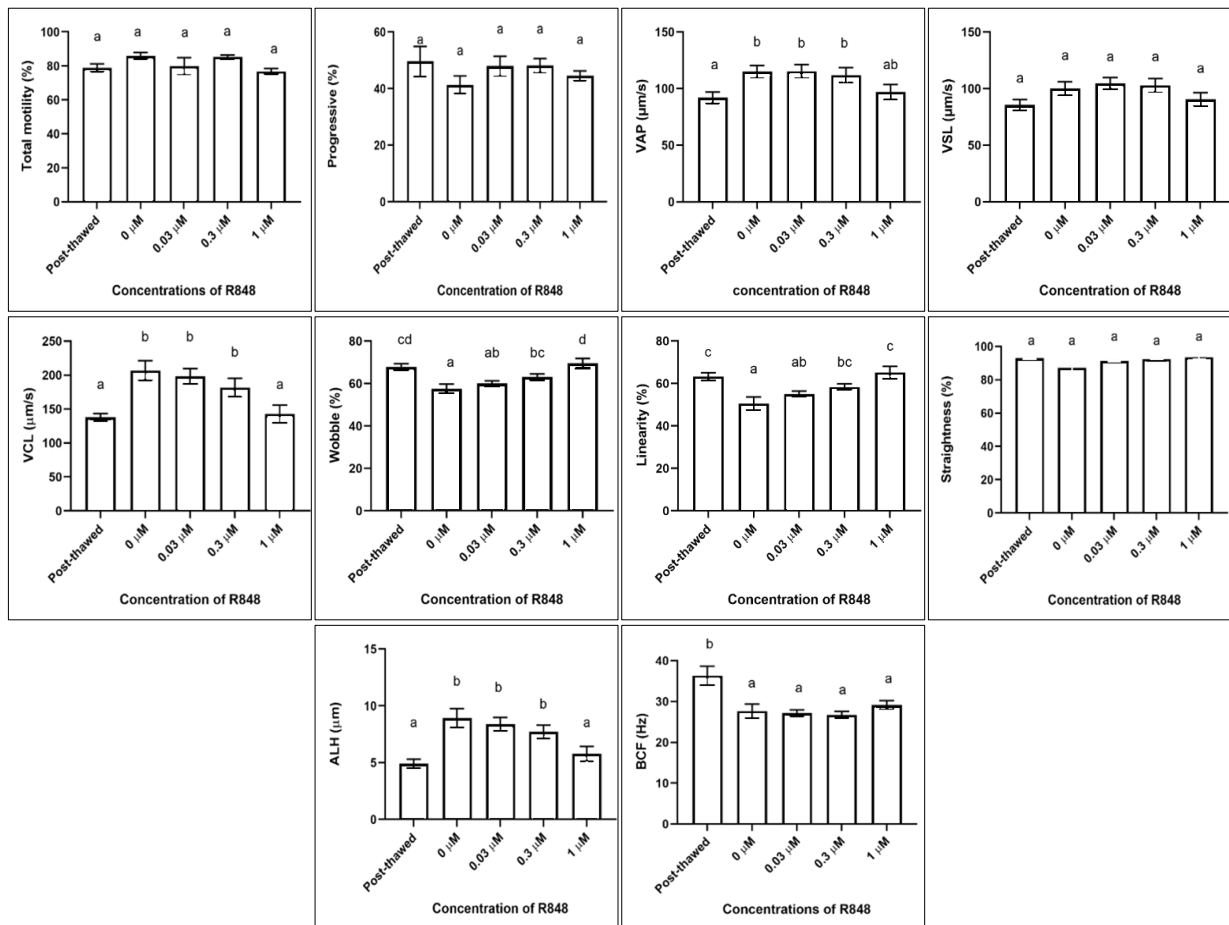 a a a a a
Total motility (%)
100
80
60
40
20
0
Post-thawed 0 μM 0.03 μM 0.3 μM 1 μM
Concentrations of R848
a a a a a
Progressive (%)
60
40
20
0
Post-thawed 0 μM 0.03 μM 0.3 μM 1 μM
Concentration of R848
a b b b ab
VAP (μm/s)
150
100
50
0
Post-thawed 0 μM 0.03 μM 0.3 μM 1 μM
concentration of R848
a a a a a
VSL (μm/s)
150
100
50
0
Post-thawed 0 μM 0.03 μM 0.3 μM 1 μM
Concentration of R848
a b b b a
VCL (μm/s)
250
200
150
100
50
0
Post-thawed 0 μM 0.03 μM 0.3 μM 1 μM
Concentration of R848
cd a ab bc d
Wobble (%)
80
60
40
20
0
Post-thawed 0 μM 0.03 μM 0.3 μM 1 μM
Concentration of R848
c a ab bc c
Linearity (%)
80
60
40
20
0
Post-thawed 0 μM 0.03 μM 0.3 μM 1 μM
Concentration of R848
a a a a a
Straightness (%)
100
80
60
40
20
0
Post-thawed 0 μM 0.03 μM 0.3 μM 1 μM
Concentration of R848
a b b b a
ALH (μm)
15
10
5
0
Post-thawed 0 μM 0.03 μM 0.3 μM 1 μM
Concentration of R848
b a a a a
BCF (Hz)
40
30
20
10
0
Post-thawed 0 μM 0.03 μM 0.3 μM 1 μM
Concentrations of R848